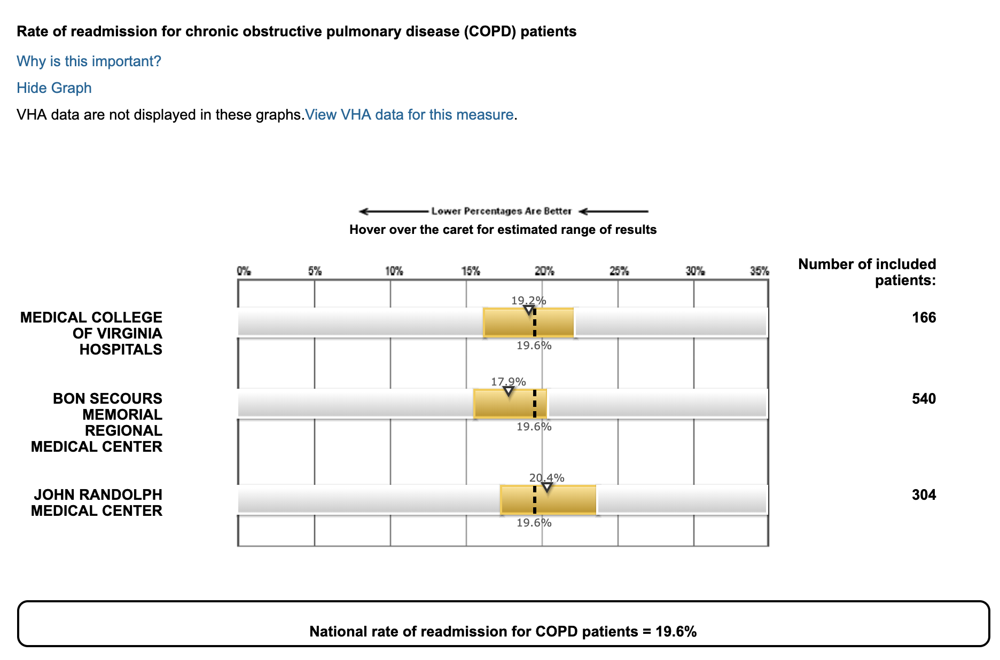 Rate of readmission for chronic obstructive pulmonary disease (COPD) patients
Why is this important?
Hide Graph
VHA data are not displayed in these graphs.View VHA data for this measure.
Lower Percentages Are Better
Hover over the caret for estimated range of results
0% 5% 10% 15% 20% 25% 30% 35%
Number of included
patients:
19.2%
MEDICAL COLLEGE
OF VIRGINIA
HOSPITALS
166
19.6%
17.9%
BON SECOURS
MEMORIAL
REGIONAL
MEDICAL CENTER
540
19.6%
20.4%
JOHN RANDOLPH
MEDICAL CENTER
304
19.6%
National rate of readmission for COPD patients = 19.6%